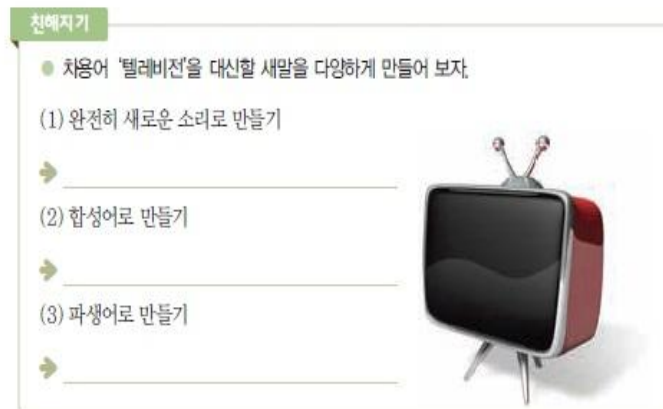 친해지기
차용어 '텔레비전'을 대신할 새말을 다양하게 만들어 보자.
(1) 완전히 새로운 소리로 만들기
(2) 합성어로 만들기
(3) 파생어로 만들기